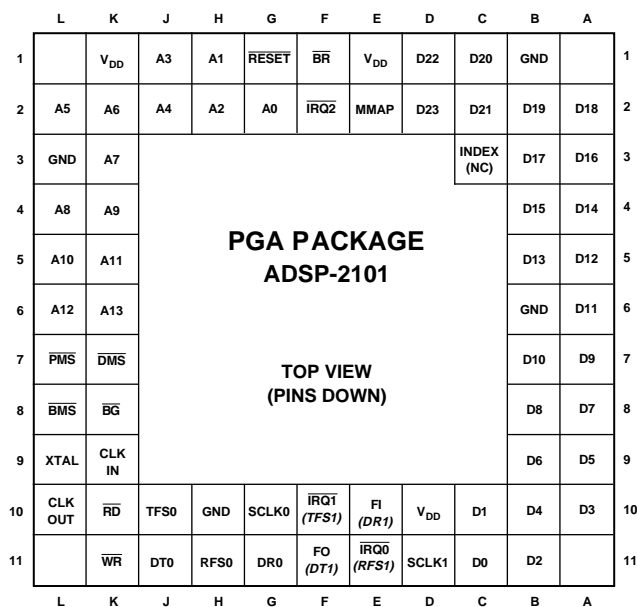 L K J H G F E D C B A
1 V_DD A3 A1 RESET BR V_DD D22 D20 GND 1
2 A5 A6 A4 A2 A0 IRQ2 MMAP D23 D21 D19 D18 2
3 GND A7 INDEX (NC) D17 D16 3
4 A8 A9 D15 D14 4
PGA PACKAGE
5 A10 A11 D13 D12 5
ADSP-2101
6 A12 A13 GND D11 6
7 PMS DMS D10 D9 7
TOP VIEW
(PINS DOWN)
8 BMS BG D8 D7 8
9 XTAL CLK IN D6 D5 9
10 CLK OUT RD TFS0 GND SCLK0 IRQ1 (TFS1) FI (DR1) V_DD D1 D4 D3 10
11 WR DT0 RFS0 DR0 FO (DT1) IRQ0 (RFS1) SCLK1 D0 D2 11
L K J H G F E D C B A